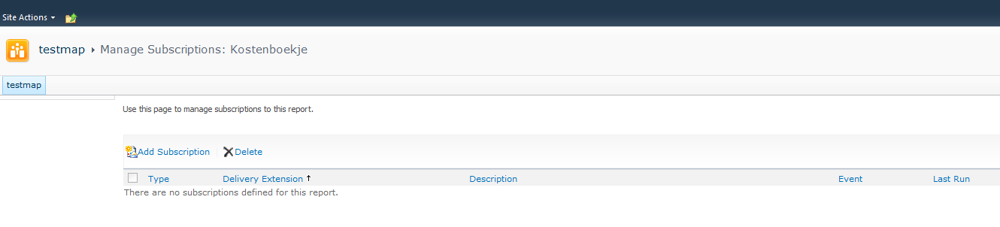 Site Actions
testmap Manage Subscriptions: Kostenboekje
testmap
Use this page to manage subscriptions to this report.
Add Subscription Delete
Type Delivery Extension Description Event Last Run
There are no subscriptions defined for this report.